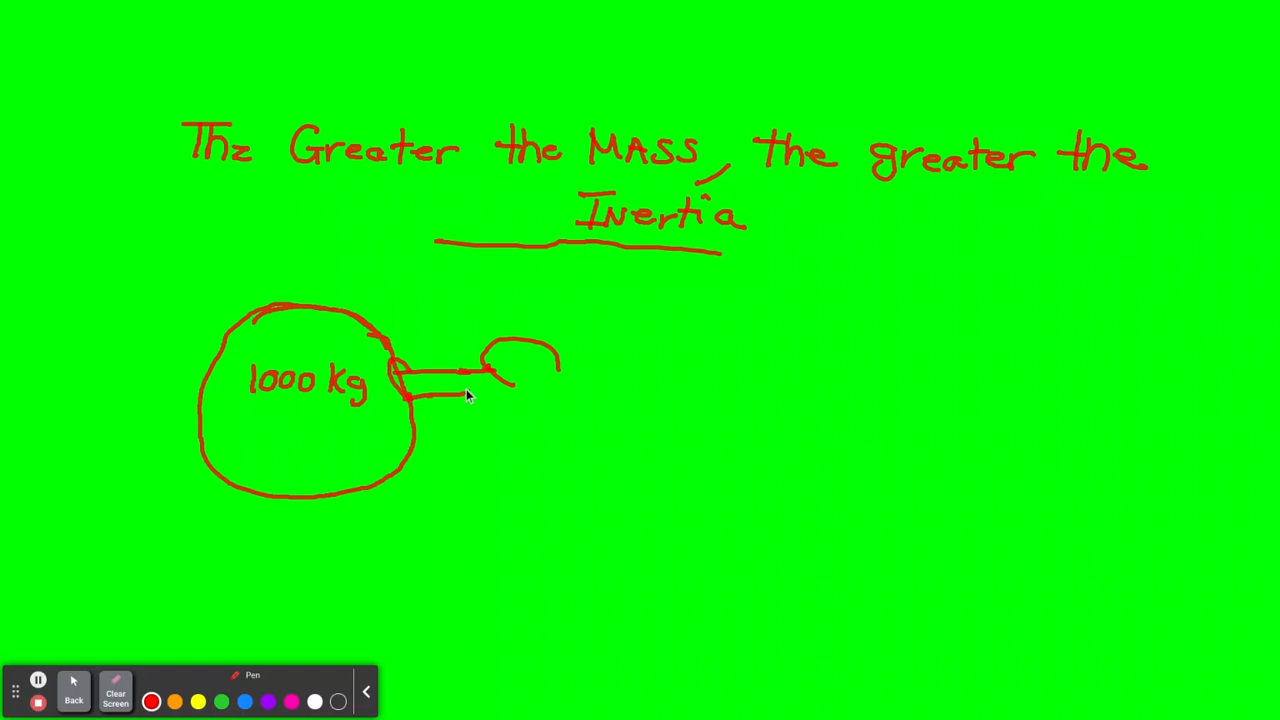 The Greater the MASS, the greater the
Inertia
1000 kg
Pen
Back
Clear
Screen